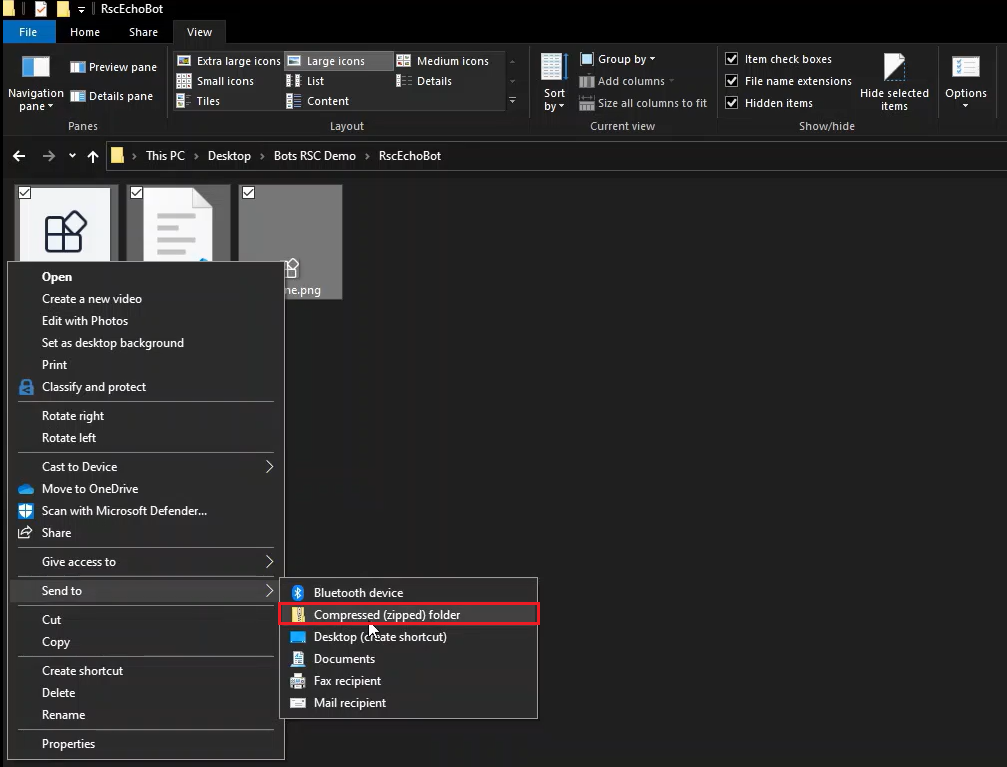 RscEchoBot
File Home Share View
Navigation pane
Preview pane
Details pane
Panes
Extra large icons Large icons Medium icons
Small icons List Details
Tiles Content
Layout
Sort by
Group by
Add columns
Size all columns to fit
Current view
Item check boxes
File name extensions
Hidden items
Hide selected items
Show/hide
Options
This PC > Desktop > Bots RSC Demo > RscEchoBot
ne.png
Open
Create a new video
Edit with Photos
Set as desktop background
Print
Classify and protect
Rotate right
Rotate left
Cast to Device
Move to OneDrive
Scan with Microsoft Defender...
Share
Give access to
Send to
Cut
Copy
Create shortcut
Delete
Rename
Properties
Bluetooth device
Compressed (zipped) folder
Desktop (create shortcut)
Documents
Fax recipient
Mail recipient